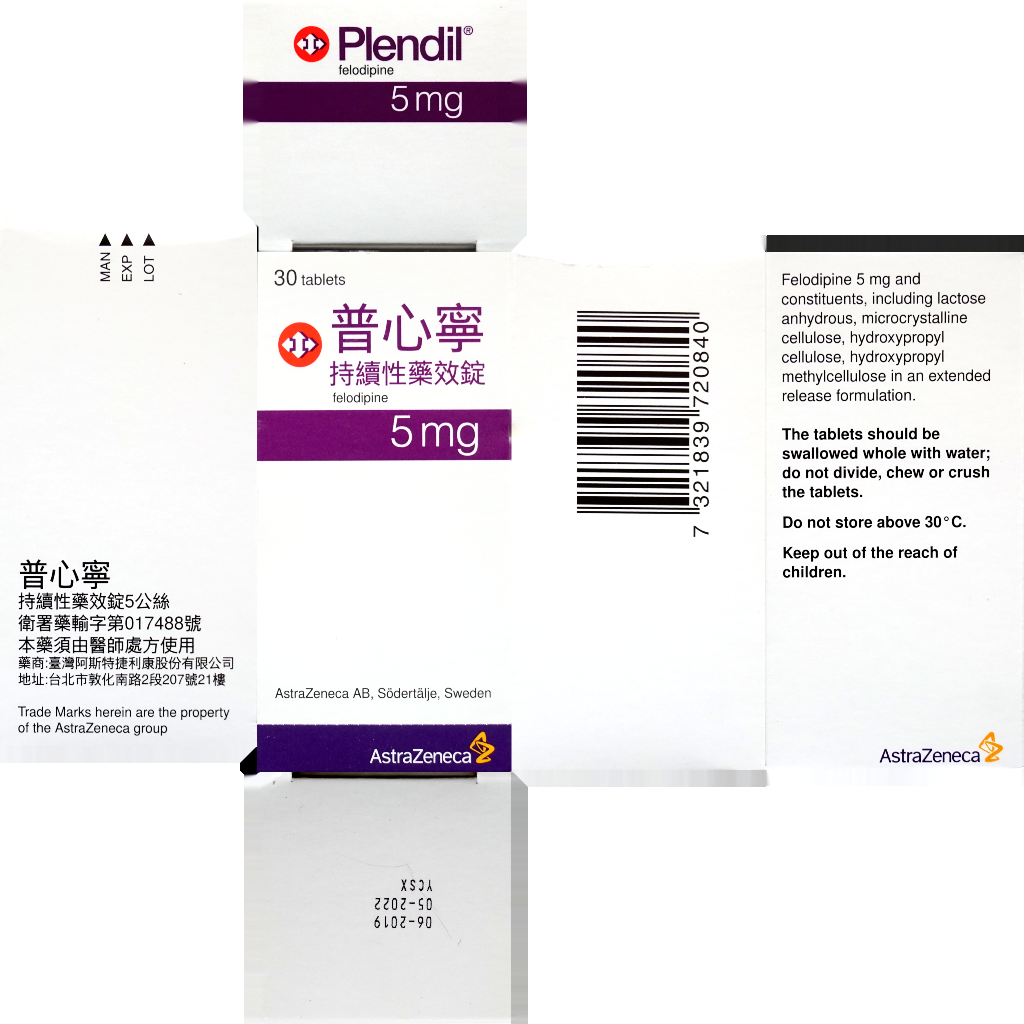 Plendil®
felodipine
5 mg
MAN
EXP
LOT
普心寧
持續性藥效錠5公絲
衛署藥輸字第017488號
本藥須由醫師處方使用
藥商:臺灣阿斯特捷利康股份有限公司
地址:台北市敦化南路2段207號21樓
Trade Marks herein are the property
of the AstraZeneca group
30 tablets
普心寧
持續性藥效錠
felodipine
5 mg
AstraZeneca AB, Södertälje, Sweden
AstraZeneca
7 321839 720840
Felodipine 5 mg and
constituents, including lactose
anhydrous, microcrystalline
cellulose, hydroxypropyl
cellulose, hydroxypropyl
methylcellulose in an extended
release formulation.
The tablets should be
swallowed whole with water;
do not divide, chew or crush
the tablets.
Do not store above 30°C.
Keep out of the reach of
children.
AstraZeneca
06-2019
05-2022
YCSX